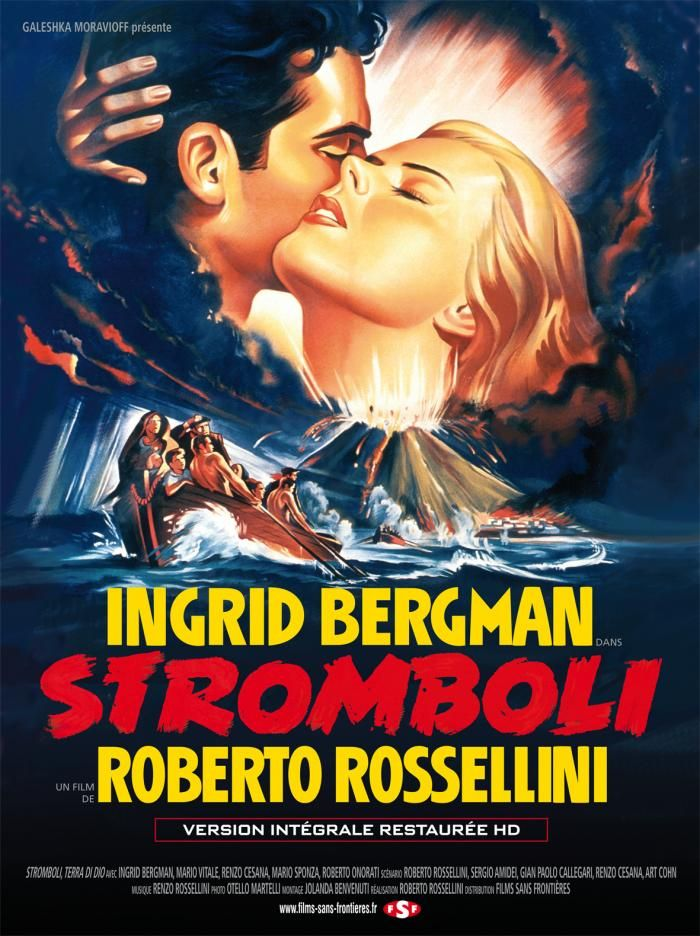 GALESHKA MORAVIOFF présente
INGRID BERGMAN DANS
STROMBOLI
UN FILM DE ROBERTO ROSSELLINI
VERSION INTÉGRALE RESTAURÉE HD
STROMBOLI, TERRA DI DIO AVEC INGRID BERGMAN, MARIO VITALE, RENZO CESANA, MARIO SPONZA, ROBERTO ONORATI SCÉNARIO ROBERTO ROSSELLINI, SERGIO AMIDEI, GIAN PAOLO CALLEGARI, RENZO CESANA, ART COHN
MUSIQUE RENZO ROSSELLINI PHOTO OTELLO MARTELLI MONTAGE JOLANDA BENVENUTI RÉALISATION ROBERTO ROSSELLINI DISTRIBUTION FILMS SANS FRONTIÈRES
www.films-sans-frontieres.fr FSF